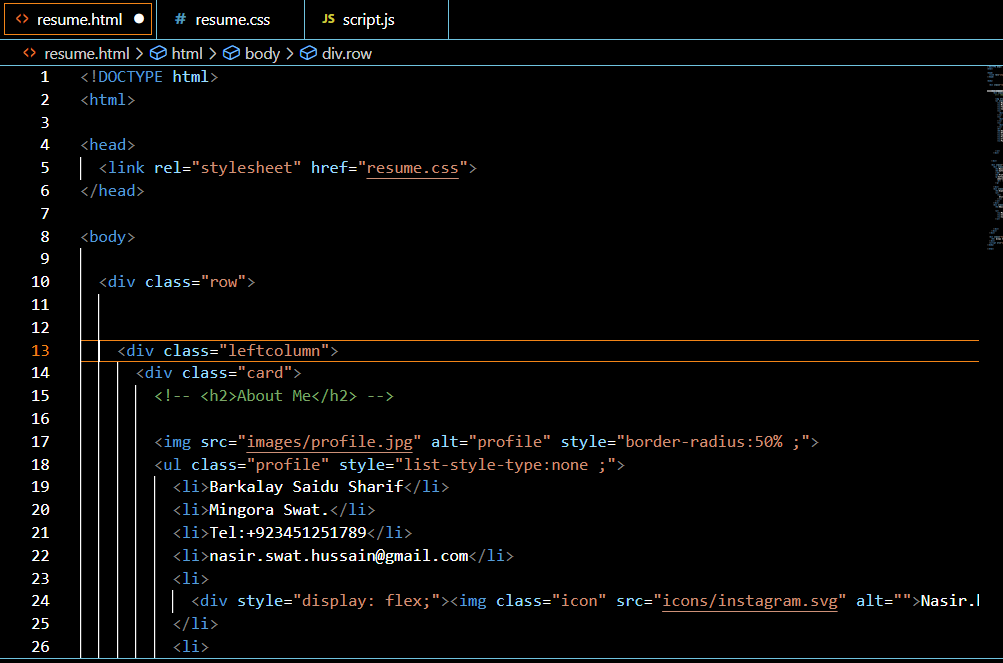 resume.html
# resume.css
JS script.js
resume.html > html > body > div.row
1 <!DOCTYPE html>
2 <html>
3
4 <head>
5 <link rel="stylesheet" href="resume.css">
6 </head>
7
8 <body>
9
10 <div class="row">
11
12
13 <div class="leftcolumn">
14 <div class="card">
15 <!-- <h2>About Me</h2> -->
16
17 <img src="images/profile.jpg" alt="profile" style="border-radius:50% ;">
18 <ul class="profile" style="list-style-type:none ;">
19 <li>Barkalay Saidu Sharif</li>
20 <li>Mingora Swat.</li>
21 <li>Tel:+923451251789</li>
22 <li>nasir.swat.hussain@gmail.com</li>
23 <li>
24 <div style="display: flex;"><img class="icon" src="icons/instagram.svg" alt="">Nasir.
25 </li>
26 <li>